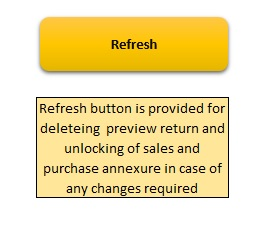 Refresh
Refresh button is provided for
deleteing  preview return and
unlocking of sales and
purchase annexure in case of
any changes required